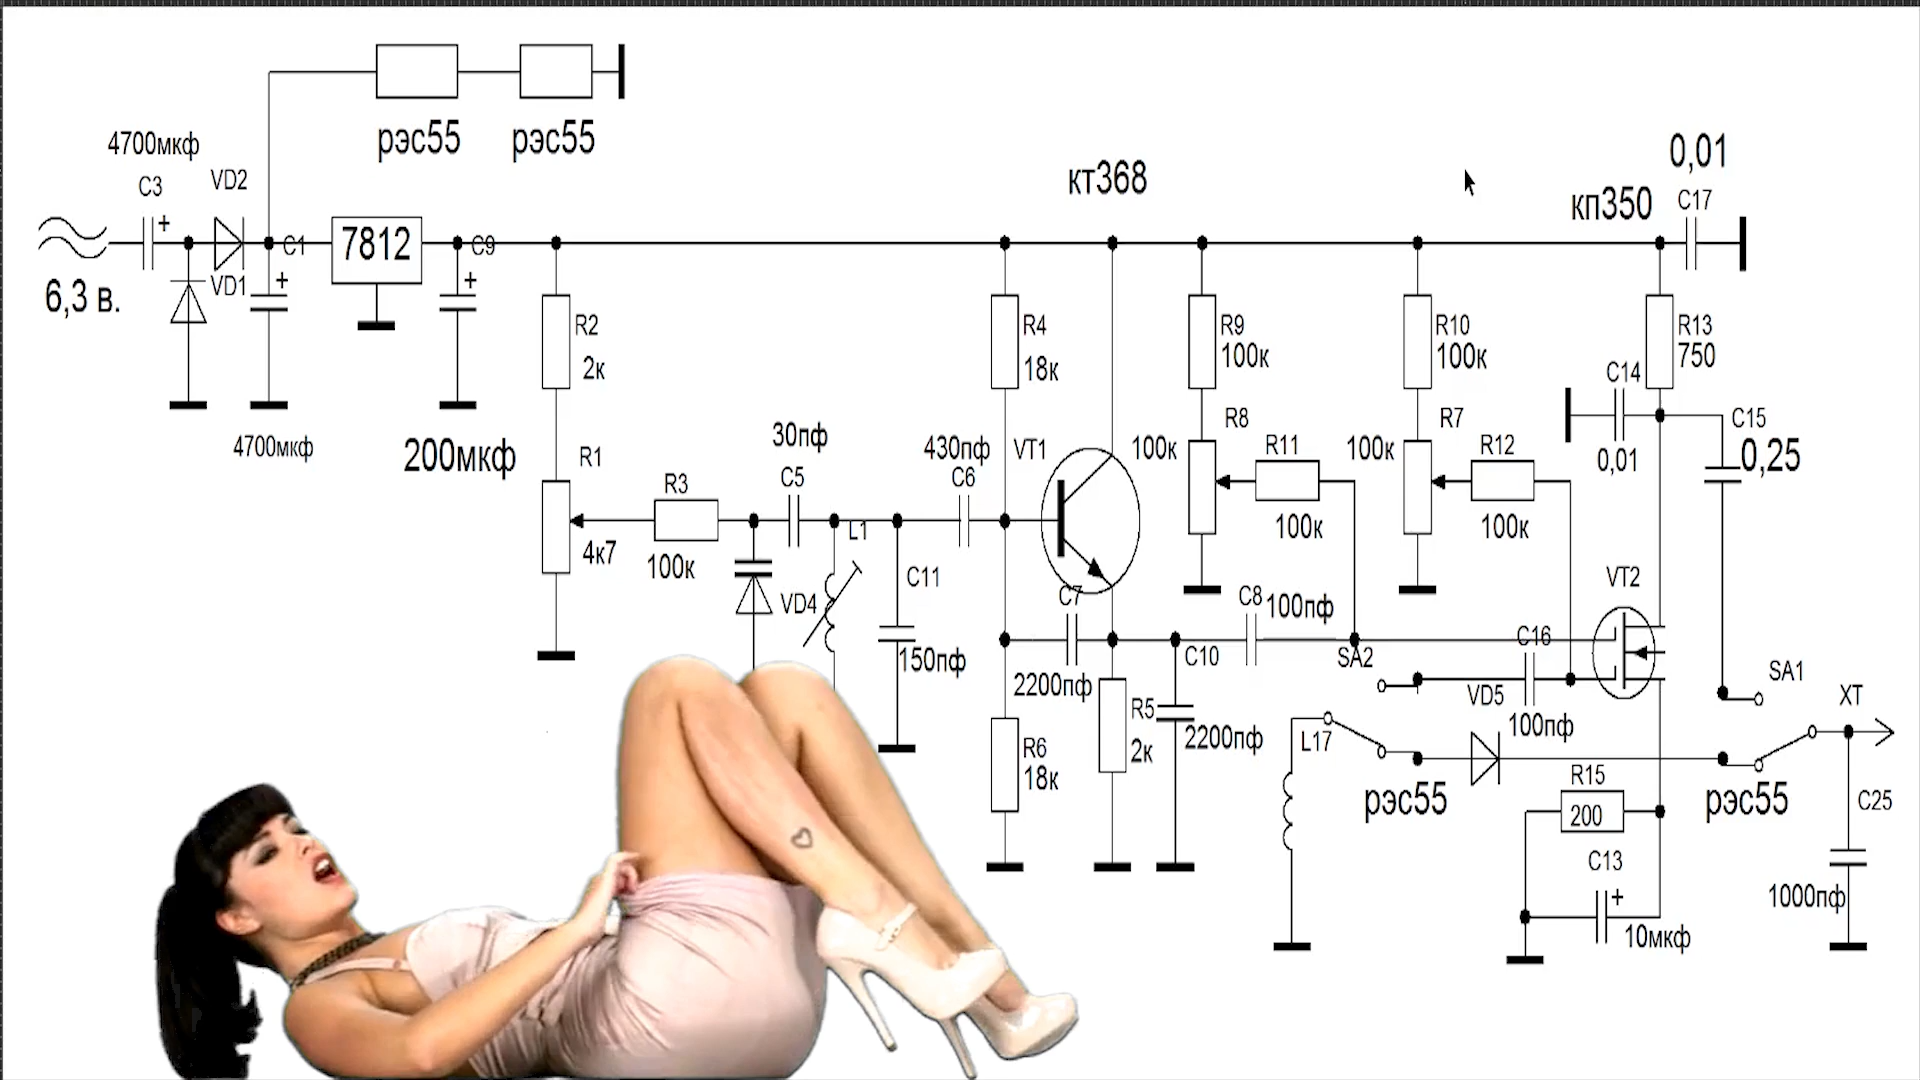 рэс55
рэс55
4700мкф
C3
+
VD2
VD1
6,3 в.
C1
+
4700мкф
7812
C9
+
200мкф
R2
2к
R1
4к7
R3
100к
30пф
C5
VD4
L1
C11
150пф
430пф
C6
R4
18к
VT1
кт368
C7
2200пф
R6
18к
R5
2к
C10
2200пф
R9
100к
R8
100к
R11
100к
C8
100пф
R10
100к
R7
100к
R12
100к
кп350
0,01
C17
R13
750
C14
0,01
C15
0,25
VT2
C16
100пф
SA2
VD5
L17
рэс55
R15
200
C13
+
10мкф
SA1
XT
рэс55
C25
1000пф